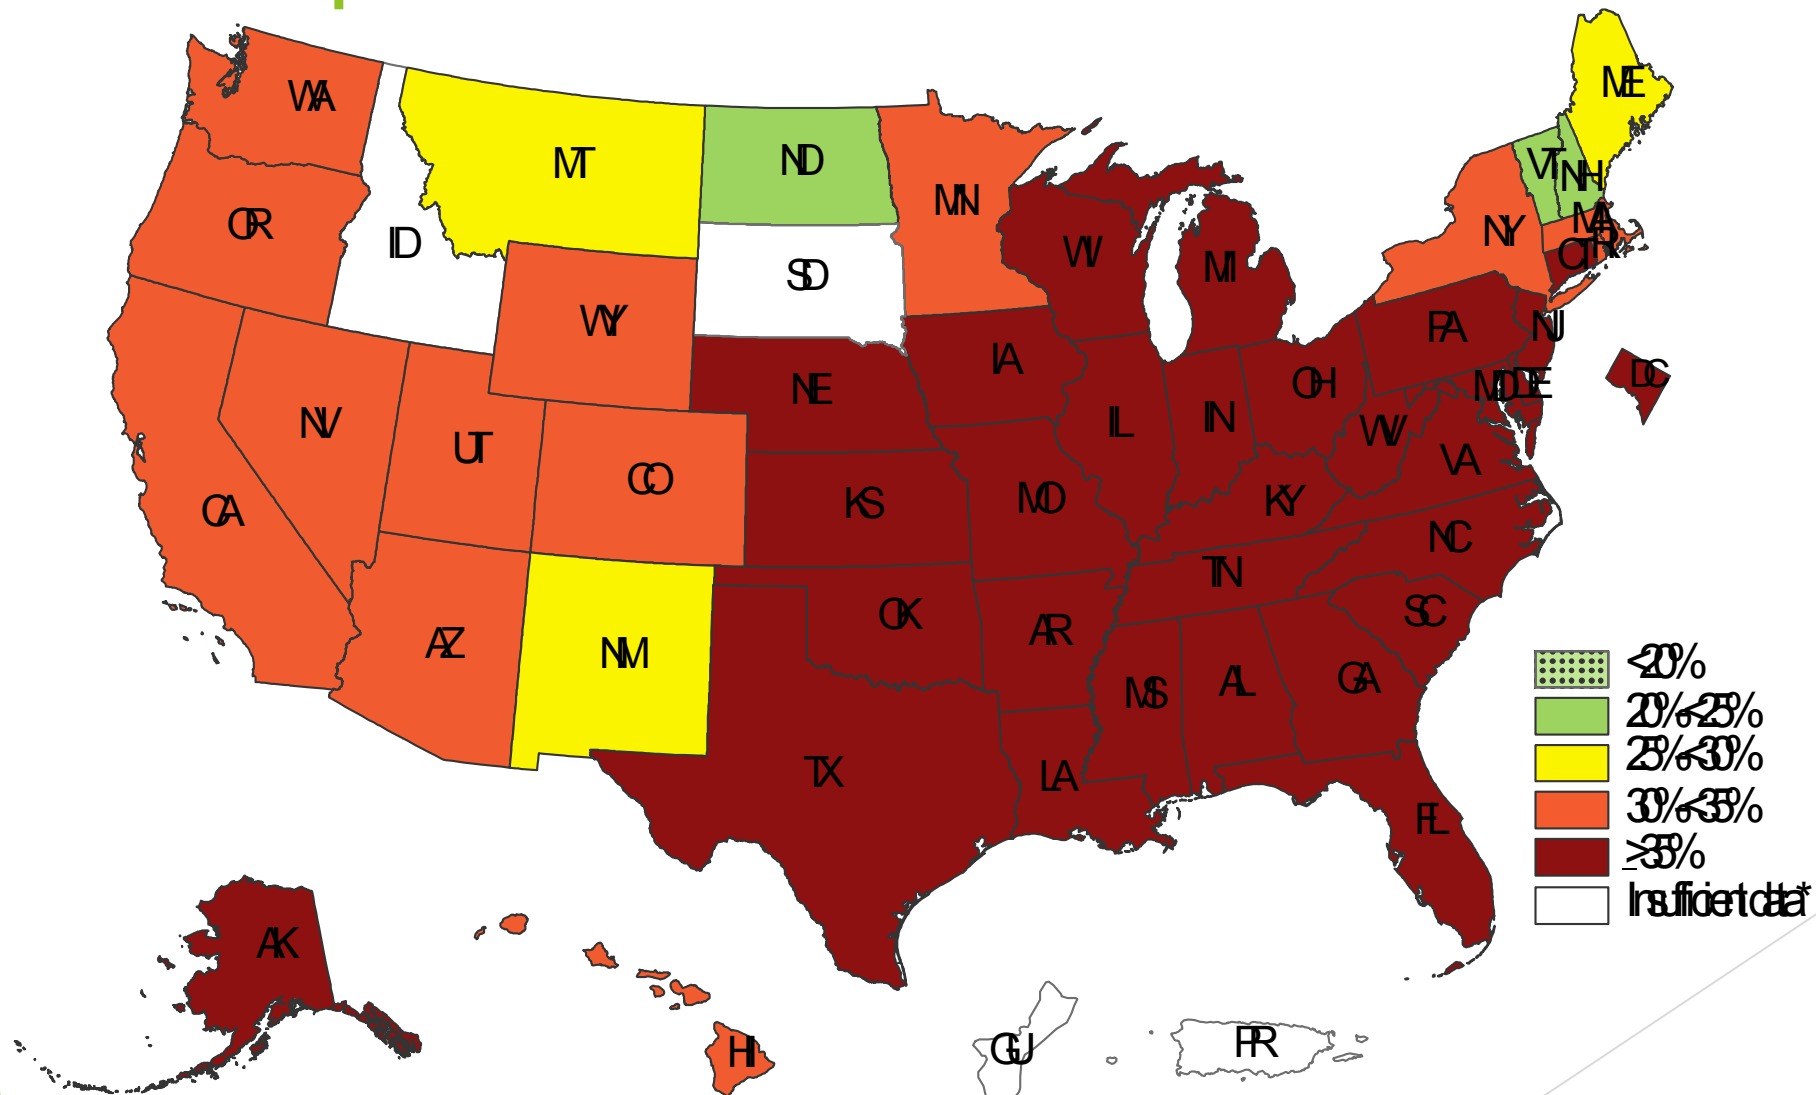 ME
WA
ND
MT
VT
NH
MN
MA
OR
NY
RI
ID
WI
CT
MI
SD
WY
PA
NJ
IA
DC
NE
OH
MD
DE
NV
IL
IN
WV
UT
VA
CO
KS
MO
KY
CA
NC
TN
OK
SC
AR
AZ
NM
<20%
GA
MS
AL
20%-<25%
25%-<30%
TX
LA
30%-<35%
FL
≥35%
Insufficient data*
AK
PR
GU
HI